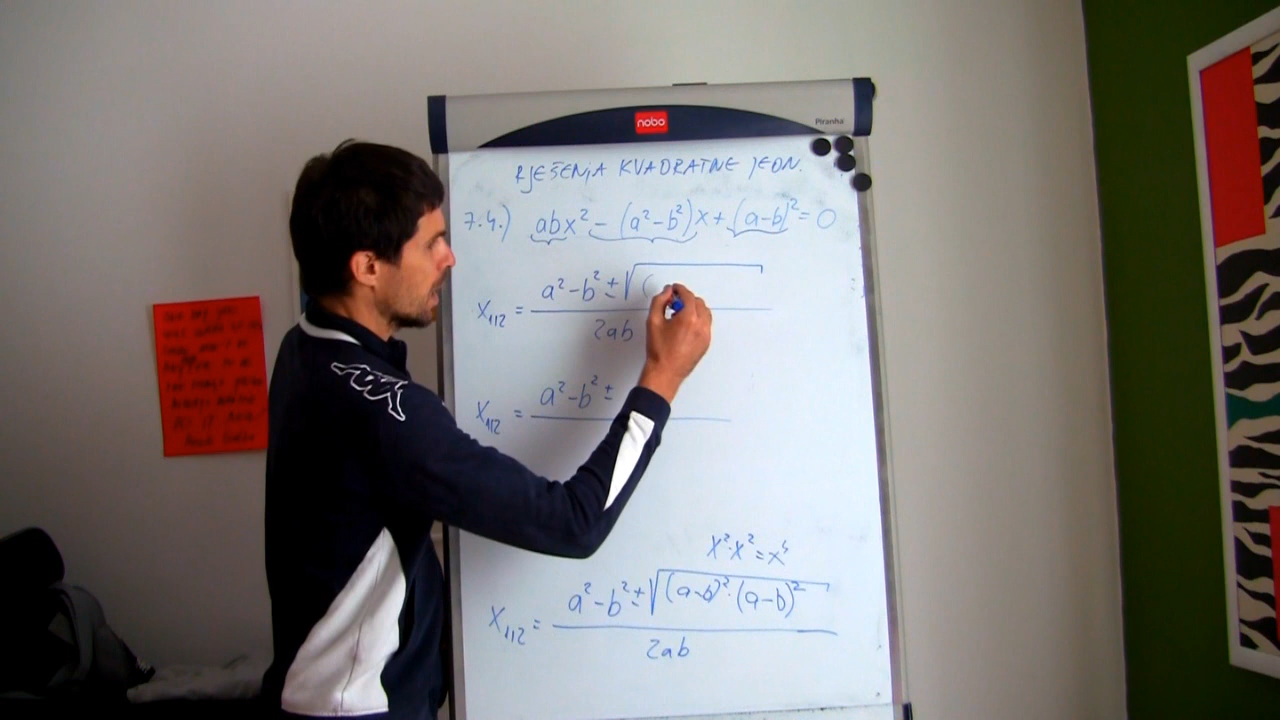 nobo
Piranha
RJEŠENJA KVADRATNE JEDN.
7.4.) abx² - (a²-b²)x + (a-b)² = 0
x₁,₂ = (a²-b² ± √( ) / 2ab
x₁,₂ = a²-b² ±
x²·x² = x⁴
x₁,₂ = (a²-b² ± √((a-b)²·(a-b)²)) / 2ab